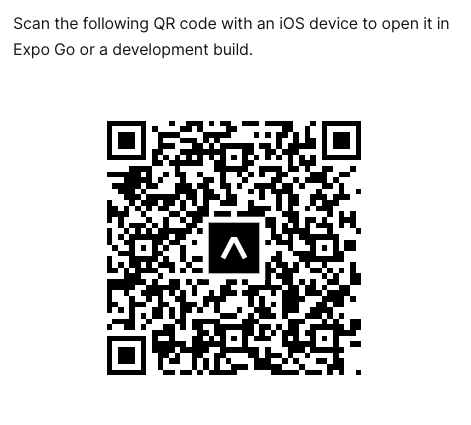 Scan the following QR code with an iOS device to open it in
Expo Go or a development build.